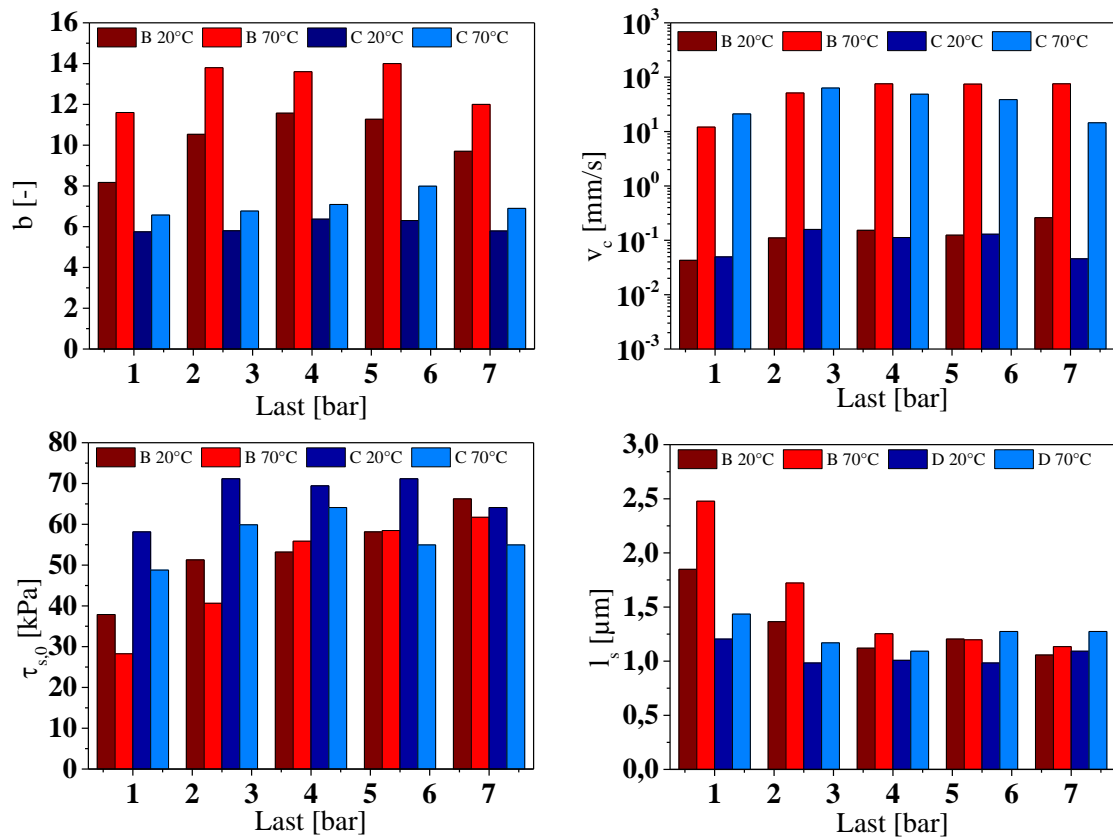 16
14
12
10
8
6
4
2
0
b [-]
B 20°C B 70°C C 20°C C 70°C
1 2 3 4 5 6 7
Last [bar]
10³
10²
10¹
10⁰
10⁻¹
10⁻²
10⁻³
v_c [mm/s]
B 20°C B 70°C C 20°C C 70°C
1 2 3 4 5 6 7
Last [bar]
80
70
60
50
40
30
20
10
0
τ_s,0 [kPa]
B 20°C B 70°C C 20°C C 70°C
1 2 3 4 5 6 7
Last [bar]
3,0
2,5
2,0
1,5
1,0
0,5
0,0
l_s [µm]
B 20°C B 70°C D 20°C D 70°C
1 2 3 4 5 6 7
Last [bar]